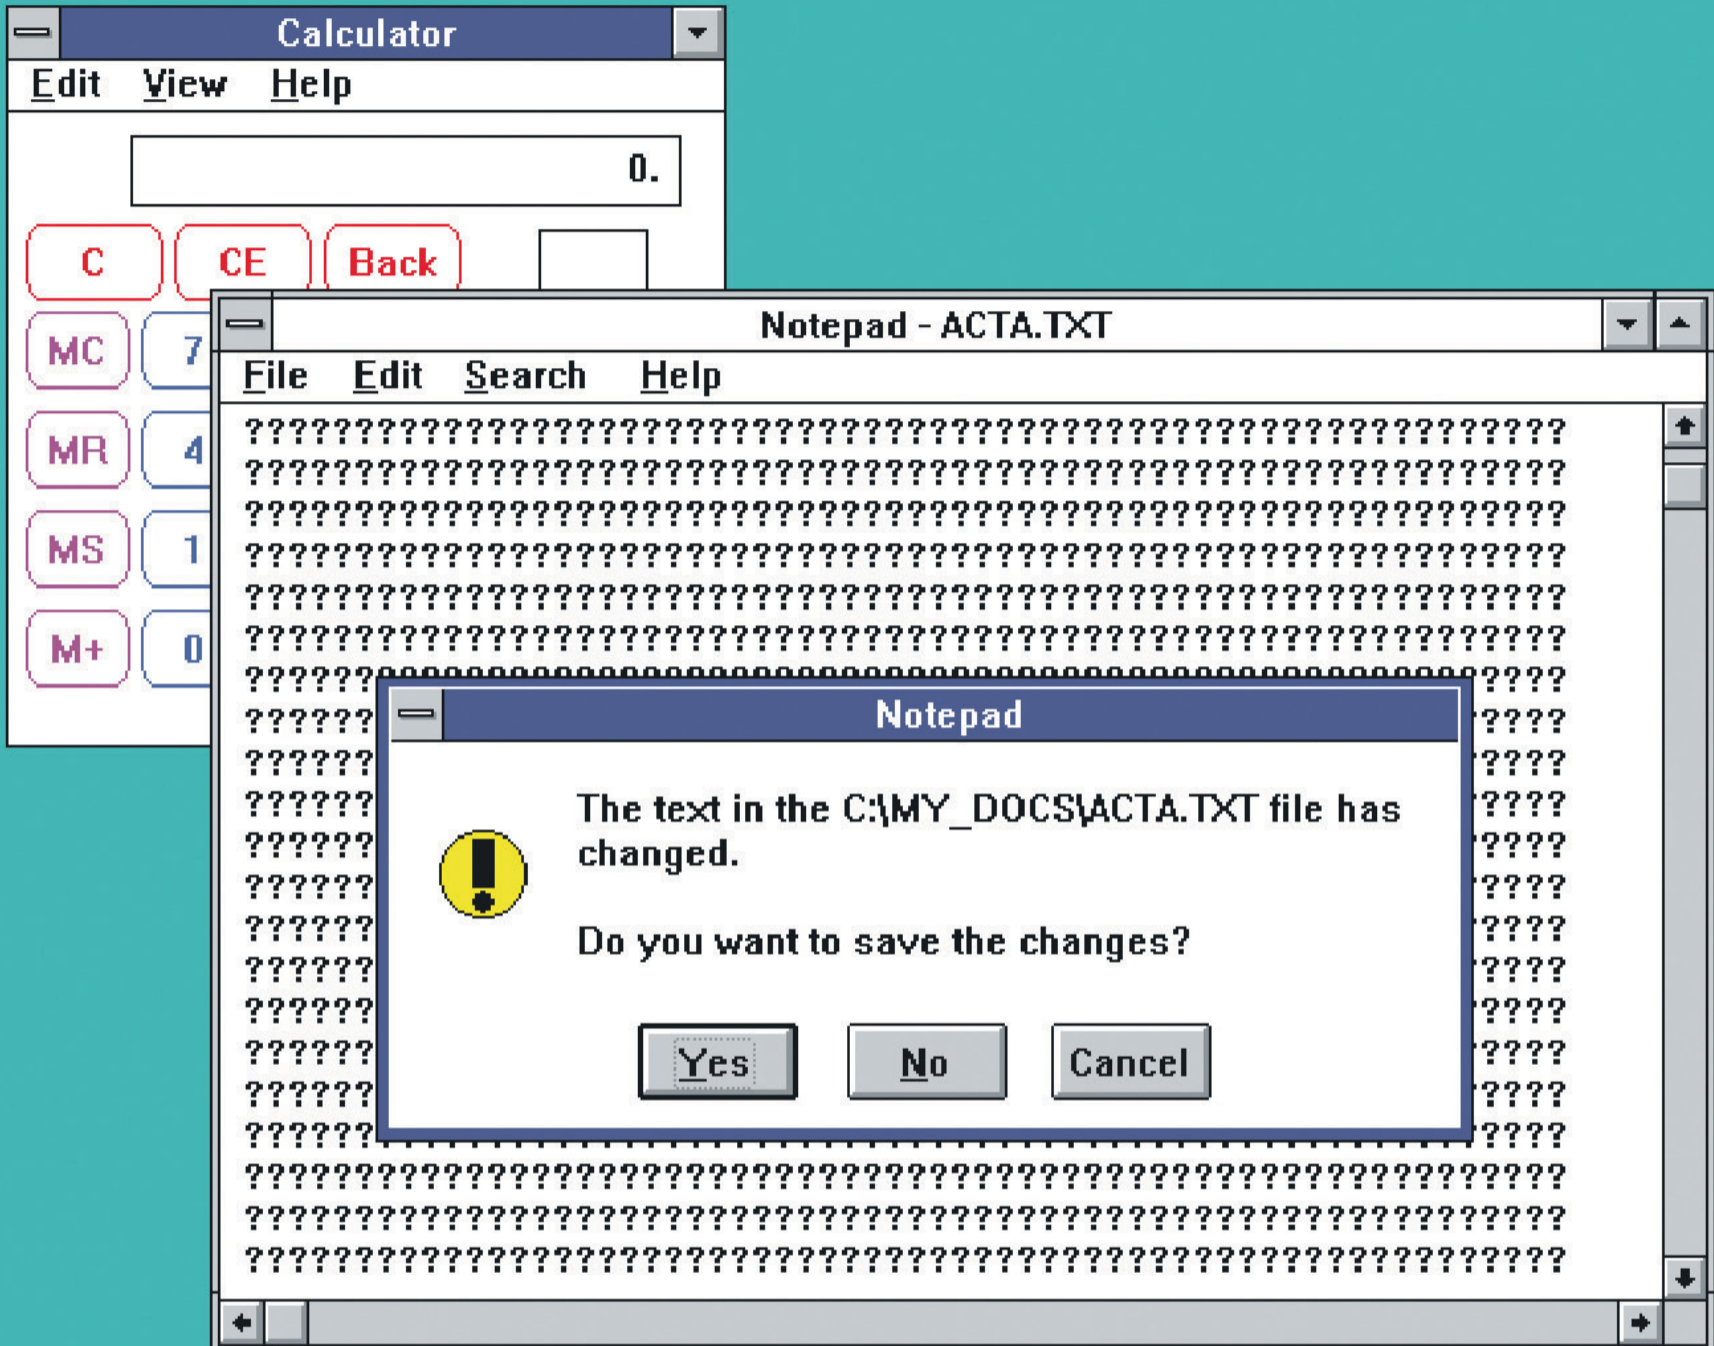 Calculator
Edit View Help
0.
C CE Back
MC 7
MR 4
MS 1
M+ 0
Notepad - ACTA.TXT
File Edit Search Help
????????????????????????????????????????????????????????????
????????????????????????????????????????????????????????????
????????????????????????????????????????????????????????????
????????????????????????????????????????????????????????????
????????????????????????????????????????????????????????????
????????????????????????????????????????????????????????????
?????? ????
?????? ????
?????? ????
?????? ????
?????? ????
?????? ????
?????? ????
?????? ????
?????? ????
?????? ????
?????? ????
?????? ????
????????????????????????????????????????????????????????????
????????????????????????????????????????????????????????????
????????????????????????????????????????????????????????????
Notepad
The text in the C:\MY_DOCS\ACTA.TXT file has
changed.
Do you want to save the changes?
Yes No Cancel